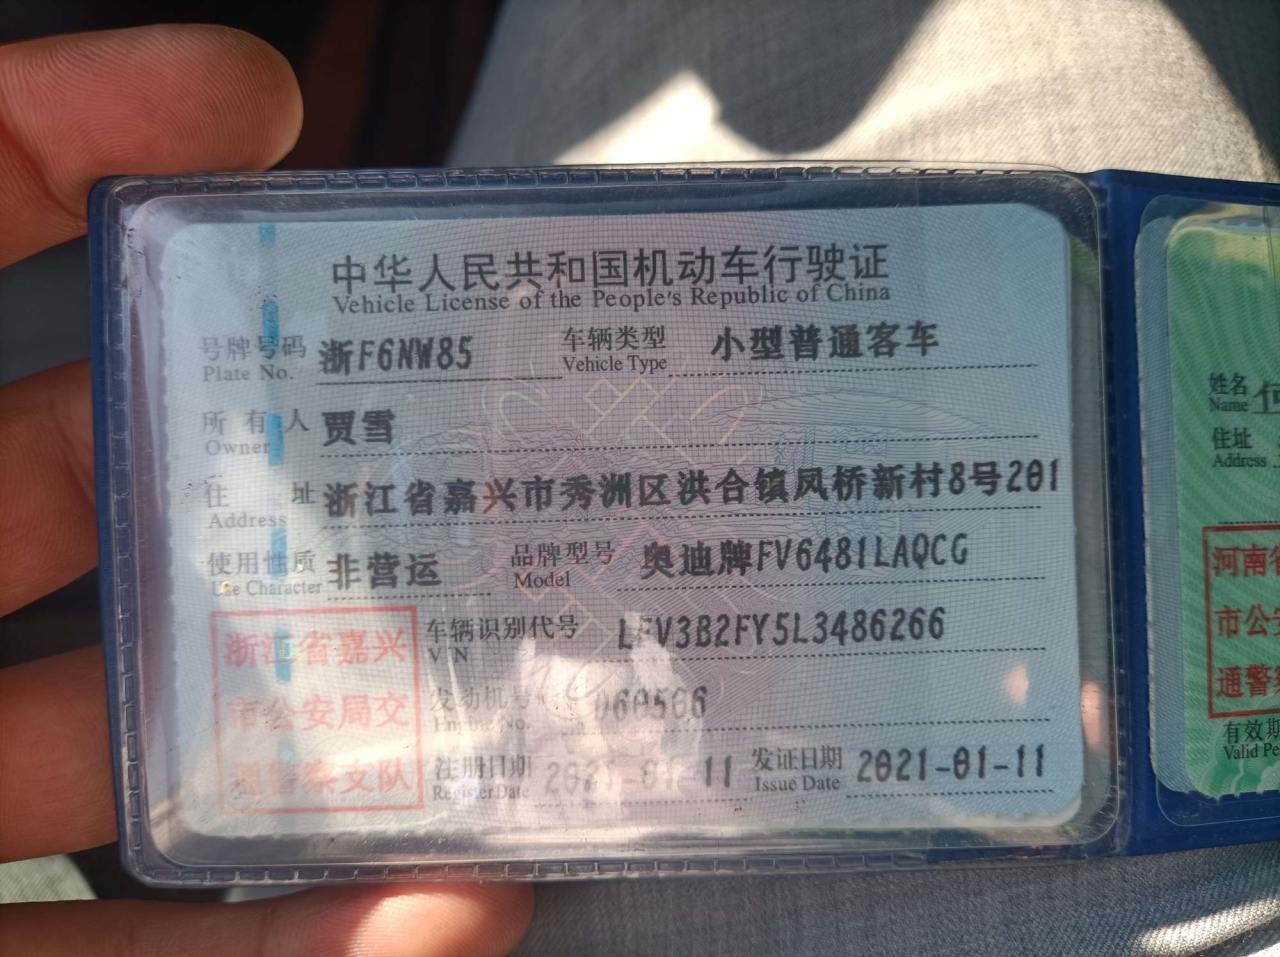 中华人民共和国机动车行驶证
Vehicle License of the People's Republic of China
号牌号码 浙F6NW85 车辆类型 小型普通客车
Plate No. Vehicle Type
所有人 贾雪
Owner
住址 浙江省嘉兴市秀洲区洪合镇凤桥新村8号201
Address
使用性质 非营运 品牌型号 奥迪牌FV6481LAQCG
Use Character Model
浙江省嘉兴
市公安局交
通警察支队
车辆识别代号 LFV3B2FY5L3486266
VIN
发动机号 060506
Engine No.
注册日期 2021-01-11 发证日期 2021-01-11
Register Date Issue Date
姓名
Name
住址
Address
河南省
市公安
通警察
有效期
Valid Pe